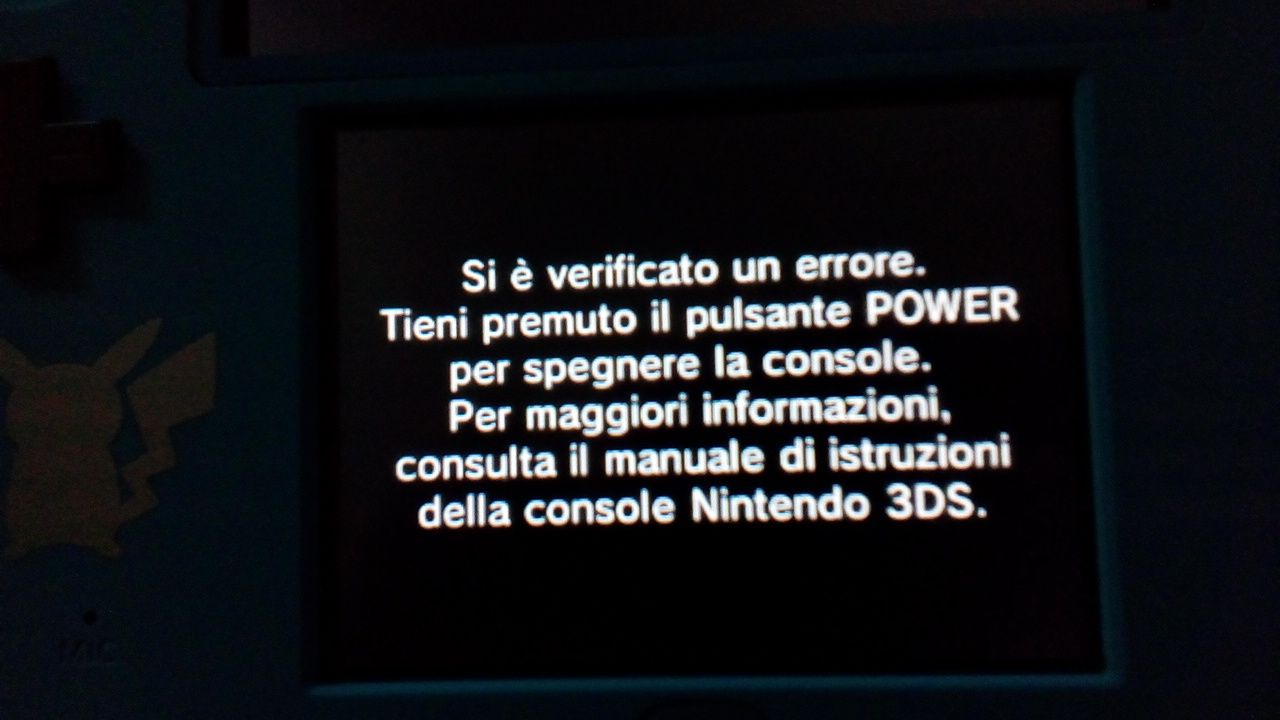 Si è verificato un errore.
Tieni premuto il pulsante POWER
per spegnere la console.
Per maggiori informazioni,
consulta il manuale di istruzioni
della console Nintendo 3DS.
MIC